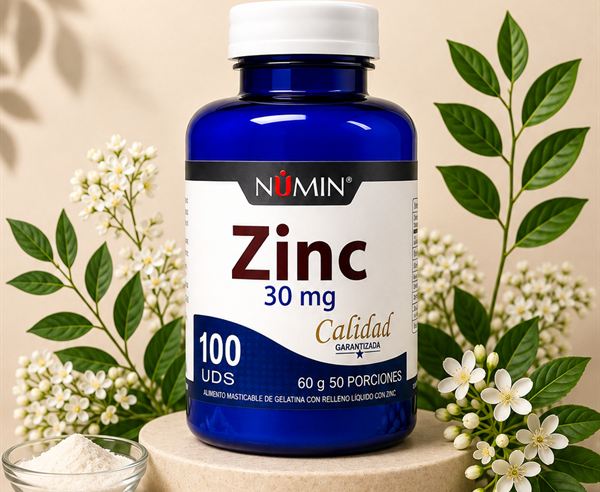 NÚMIN®
Zinc
30 mg
Calidad
GARANTIZADA
100
UDS
60 g 50 PORCIONES
ALIMENTO MASTICABLE DE GELATINA CON RELLENO LÍQUIDO CON ZINC